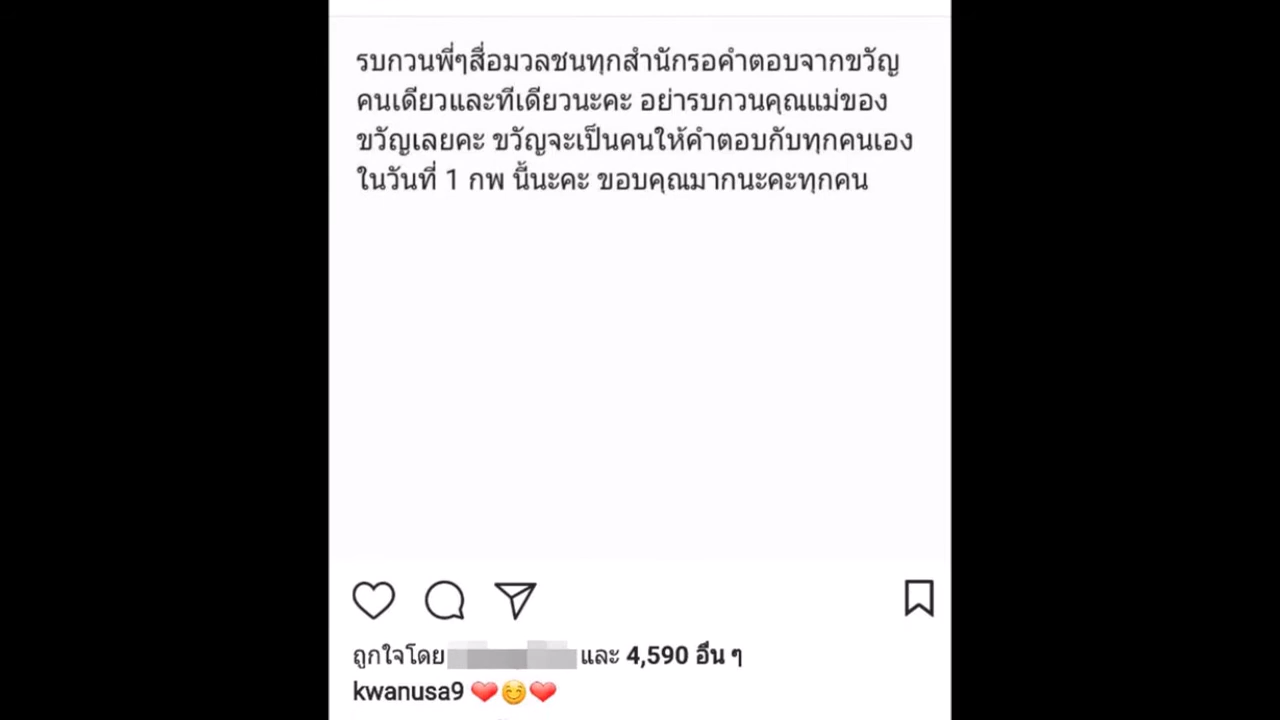 รบกวนพี่ๆสื่อมวลชนทุกสำนักรอคำตอบจากขวัญ
คนเดียวและทีเดียวนะคะ อย่ารบกวนคุณแม่ของ
ขวัญเลยคะ ขวัญจะเป็นคนให้คำตอบกับทุกคนเอง
ในวันที่ 1 กพ นี้นะคะ ขอบคุณมากนะคะทุกคน
ถูกใจโดย และ 4,590 อื่น ๆ
kwanusa9 ❤️😊❤️